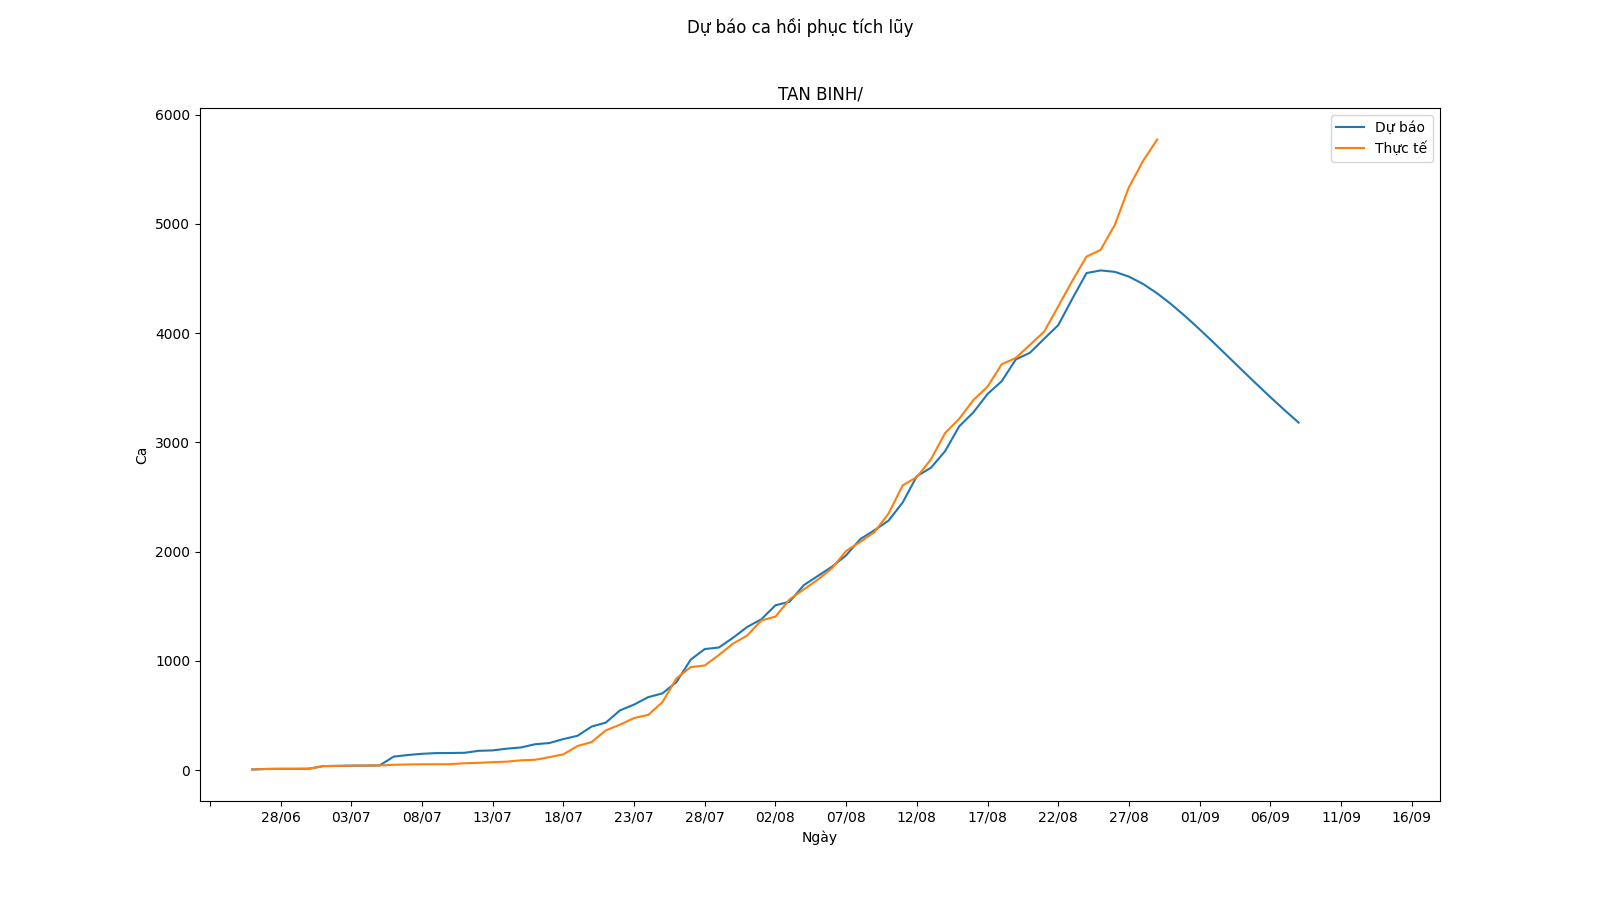 Dự báo ca hồi phục tích lũy
TAN BINH/
6000
5000
4000
3000
2000
1000
0
Ca
Dự báo
Thực tế
28/06 03/07 08/07 13/07 18/07 23/07 28/07 02/08 07/08 12/08 17/08 22/08 27/08 01/09 06/09 11/09 16/09
Ngày